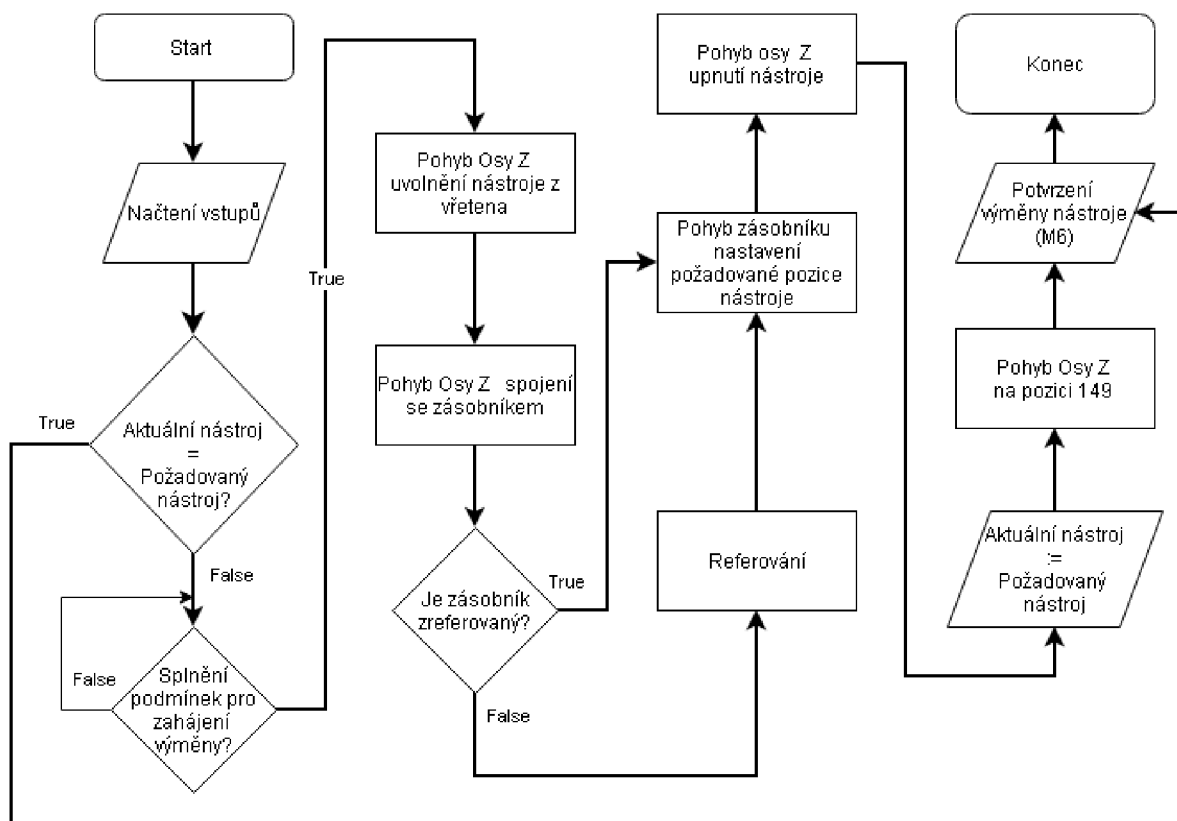 Start
Načtení vstupů
True
Aktuální nástroj
=
Požadovaný
nástroj?
False
False
Splnění
podmínek pro
zahájení
výměny?
True
Pohyb Osy Z
uvolnění nástroje z
vřetena
Pohyb Osy Z spojení
se zásobníkem
Je zásobník
zreferovaný?
True
False
Referování
Pohyb zásobníku
nastavení
požadované pozice
nástroje
Pohyb osy Z
upnutí nástroje
Aktuální nástroj
:=
Požadovaný
nástroj
Pohyb Osy Z
na pozici 149
Potvrzení
výměny nástroje
(M6)
Konec